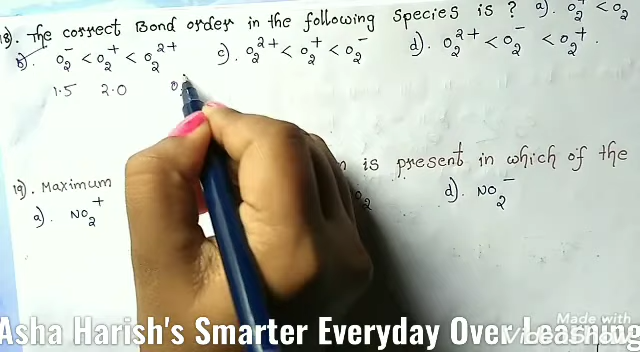 18). The correct Bond order in the following Species is ? a). O₂⁺ < O₂
b). O₂⁻ < O₂⁺ < O₂²⁺ c). O₂²⁺ < O₂⁺ < O₂⁻ d). O₂²⁺ < O₂⁻ < O₂⁺.
1.5 2.0
19). Maximum is present in which of the
a). NO₂⁺ d). NO₂⁻
Made with
VideoShow
Asha Harish's Smarter Everyday Over Learning